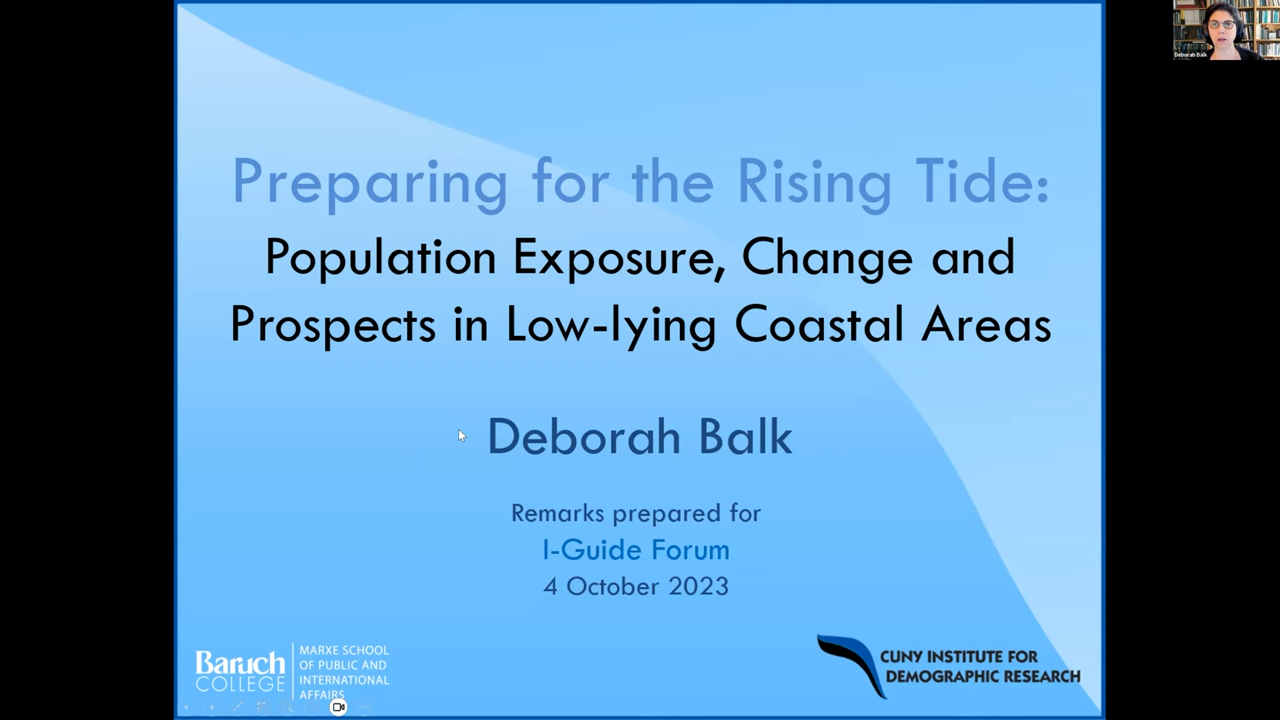 Deborah Balk
Preparing for the Rising Tide:
Population Exposure, Change and
Prospects in Low-lying Coastal Areas
Deborah Balk
Remarks prepared for
I-Guide Forum
4 October 2023
Baruch
COLLEGE
MARXE SCHOOL
OF PUBLIC AND
INTERNATIONAL
AFFAIRS
CUNY INSTITUTE FOR
DEMOGRAPHIC RESEARCH